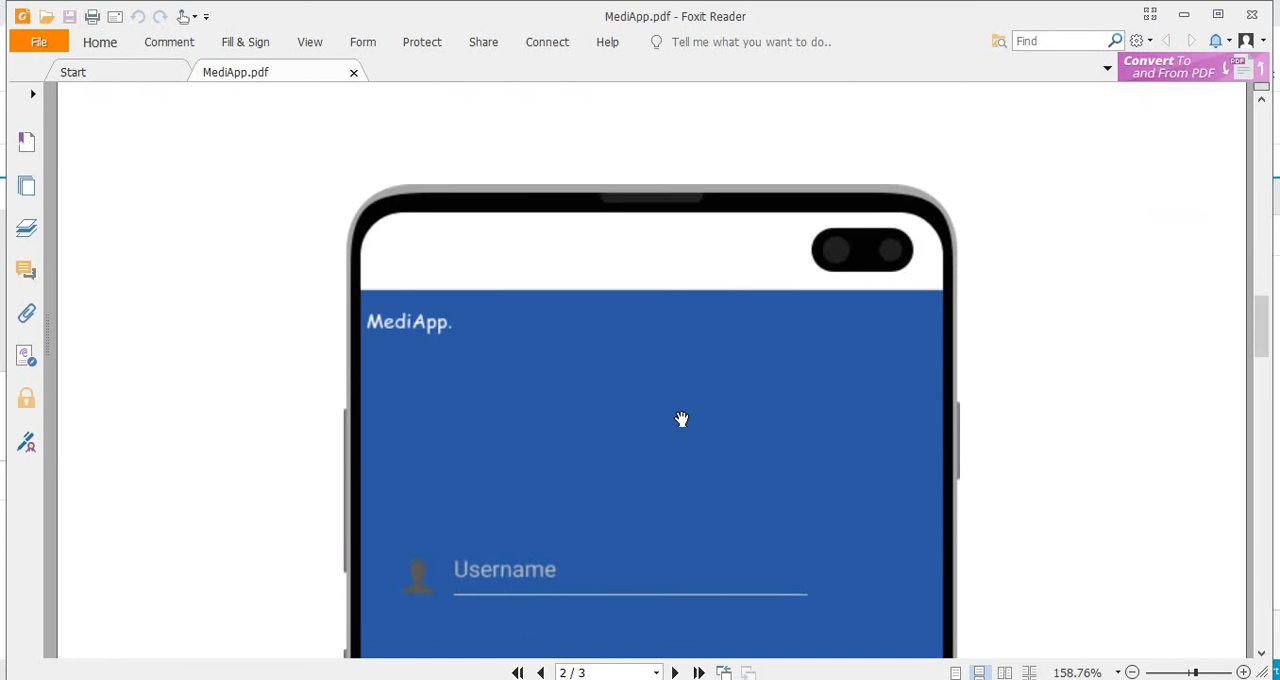 MediApp.pdf - Foxit Reader
File Home Comment Fill & Sign View Form Protect Share Connect Help Tell me what you want to do.. Find
Start MediApp.pdf
Convert To
and From PDF
PDF
MediApp.
Username
2 / 3 158.76%